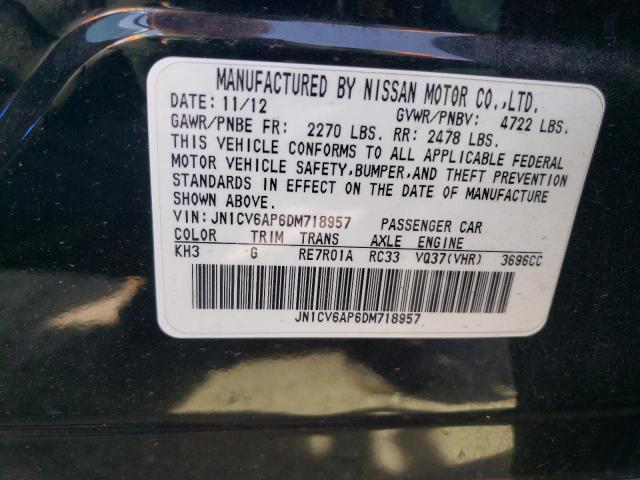 MANUFACTURED BY NISSAN MOTOR CO.,LTD.
DATE: 11/12 GVWR/PNBV: 4722 LBS.
GAWR/PNBE FR: 2270 LBS. RR: 2478 LBS.
THIS VEHICLE CONFORMS TO ALL APPLICABLE FEDERAL
MOTOR VEHICLE SAFETY,BUMPER,AND THEFT PREVENTION
STANDARDS IN EFFECT ON THE DATE OF MANUFACTURE
SHOWN ABOVE.
VIN: JN1CV6AP6DM718957 PASSENGER CAR
COLOR TRIM TRANS AXLE ENGINE
KH3 G RE7R01A RC33 VQ37(VHR) 3696CC
JN1CV6AP6DM718957